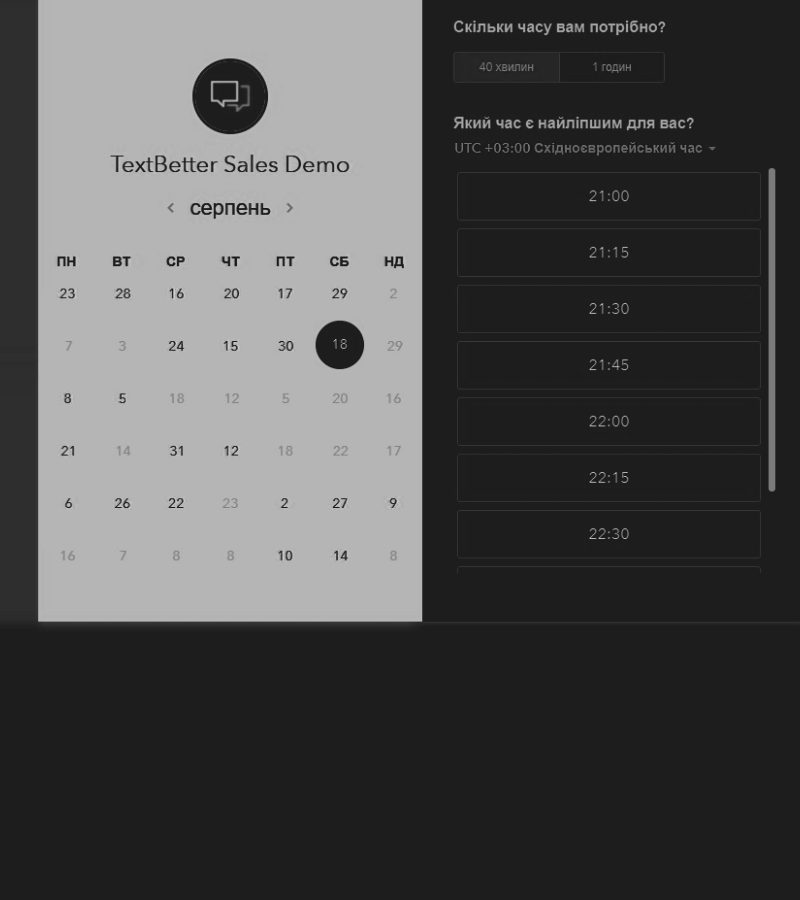 TextBetter Sales Demo
серпень
ПН ВТ СР ЧТ ПТ СБ НД
23 28 16 20 17 29 2
7 3 24 15 30 18 29
8 5 18 12 5 20 16
21 14 31 12 18 22 17
6 26 22 23 2 27 9
16 7 8 8 10 14 8
Скільки часу вам потрібно?
40 хвилин 1 годин
Який час є найліпшим для вас?
UTC +03:00 Східноєвропейський час
21:00
21:15
21:30
21:45
22:00
22:15
22:30